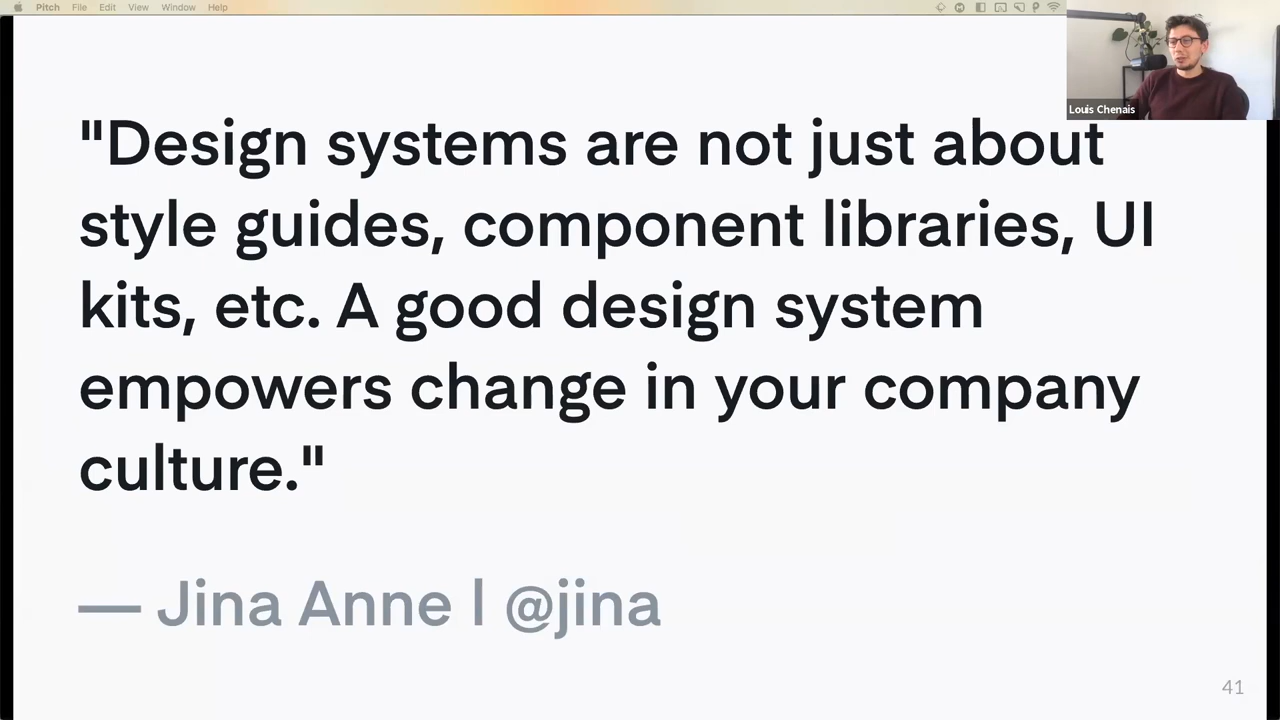 Pitch File Edit View Window Help
Louis Chenais
"Design systems are not just about
style guides, component libraries, UI
kits, etc. A good design system
empowers change in your company
culture."
— Jina Anne | @jina
41